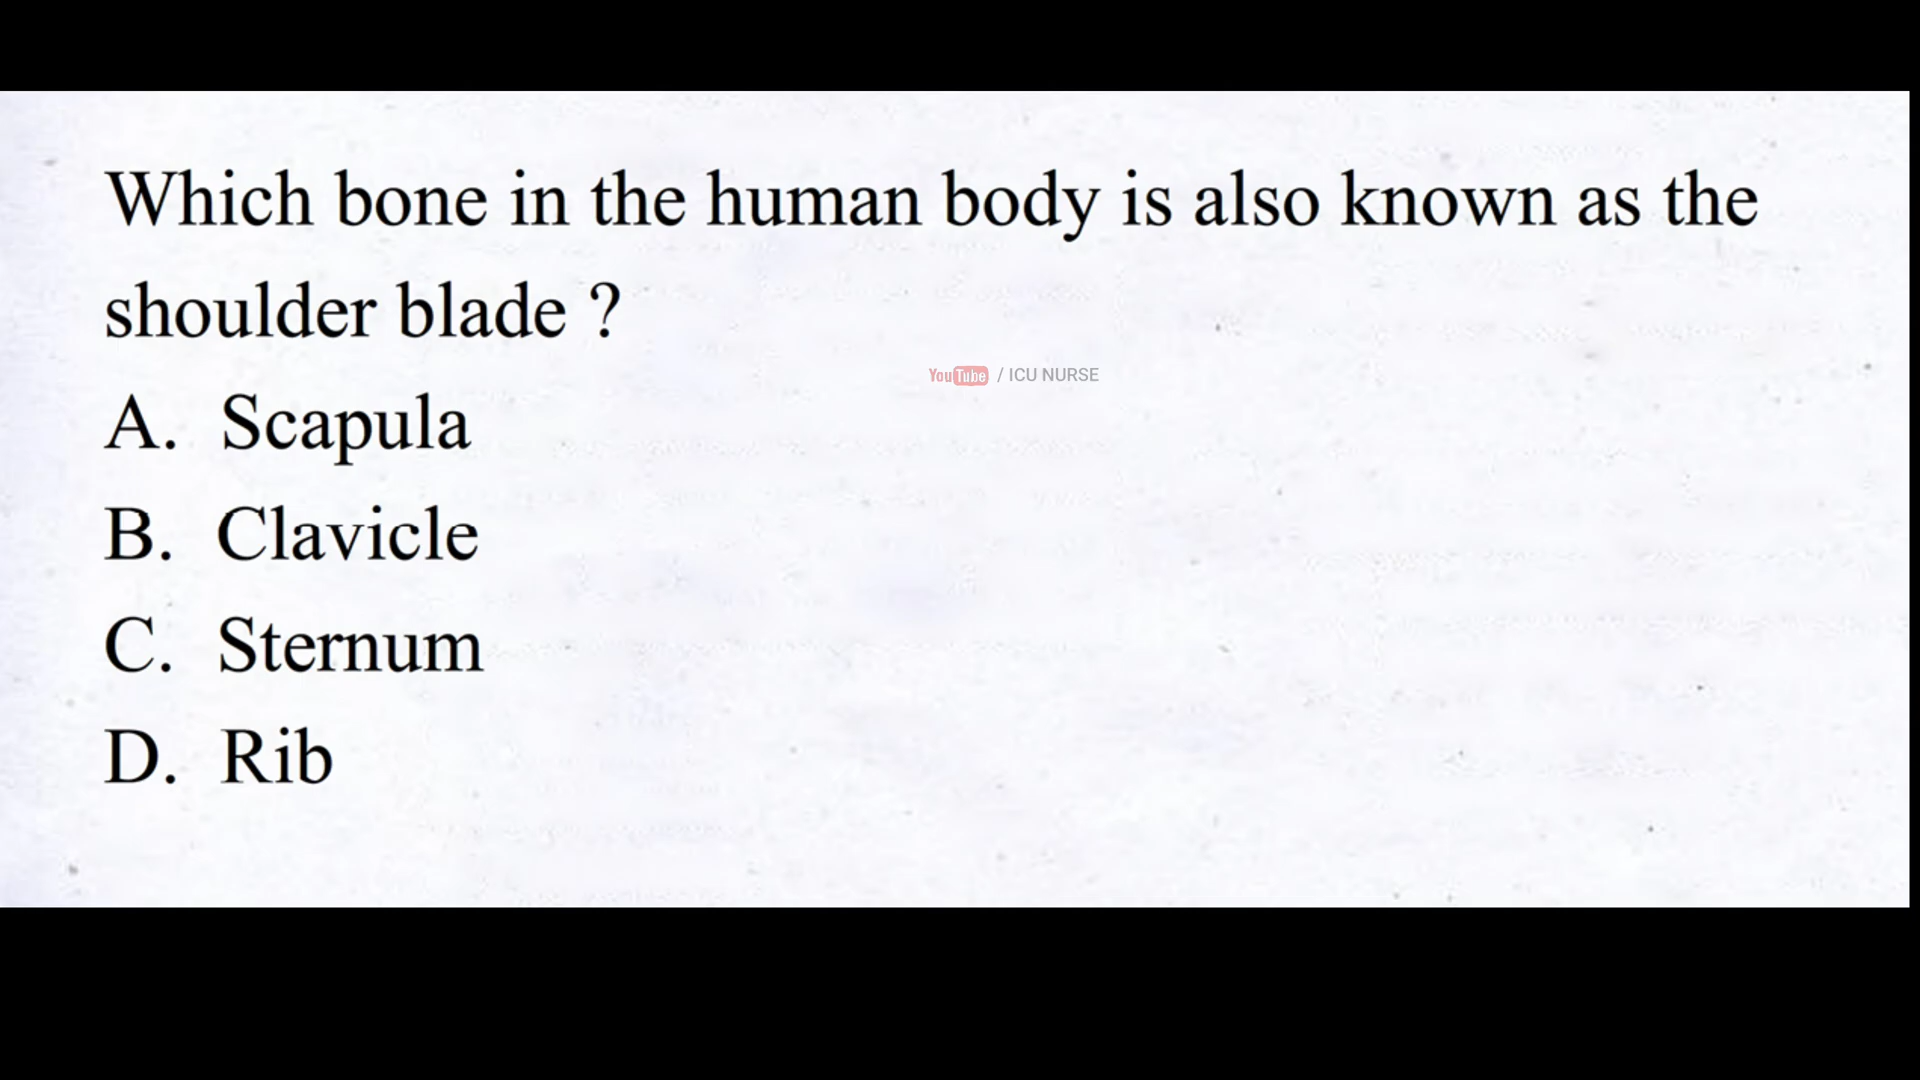 Which bone in the human body is also known as the
shoulder blade ?
YouTube / ICU NURSE
A. Scapula
B. Clavicle
C. Sternum
D. Rib